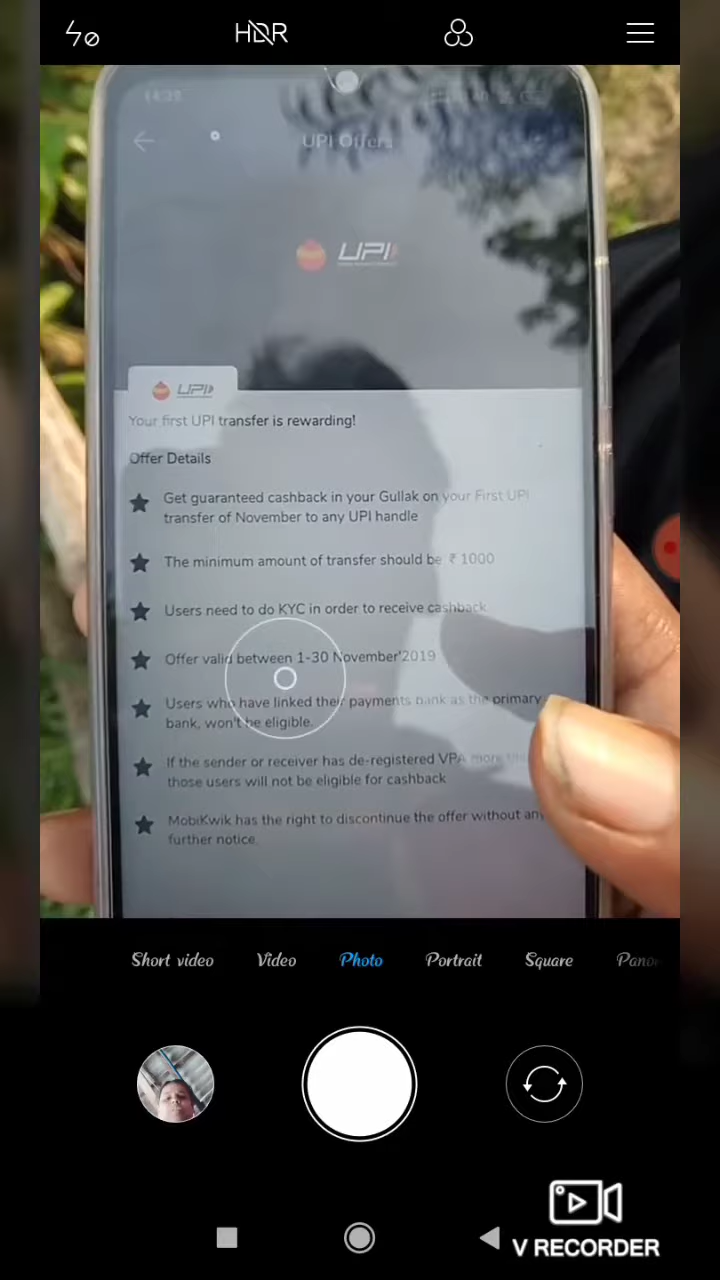 HDR
14:35
UPI Offers
UPI
UPI
Your first UPI transfer is rewarding!
Offer Details
Get guaranteed cashback in your Gullak on your First UPI
transfer of November to any UPI handle
The minimum amount of transfer should be ₹ 1000
Users need to do KYC in order to receive cashback
Offer valid between 1-30 November'2019
Users who have linked their payments bank as the primary
bank, won't be eligible.
If the sender or receiver has de-registered VPA more
those users will not be eligible for cashback
MobiKwik has the right to discontinue the offer without any
further notice.
Short video Video Photo Portrait Square Pano
V RECORDER